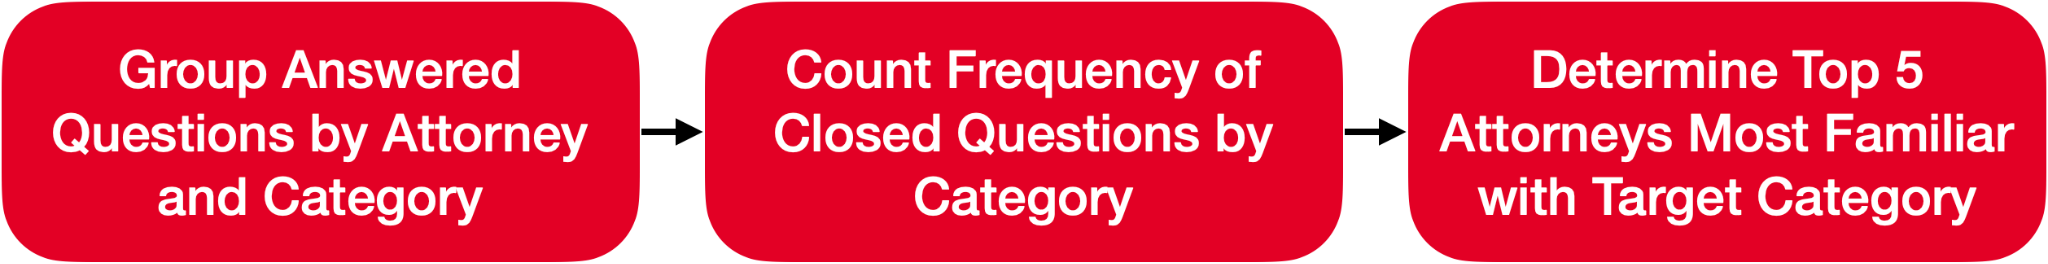 Group Answered
Questions by Attorney
and Category
Count Frequency of
Closed Questions by
Category
Determine Top 5
Attorneys Most Familiar
with Target Category